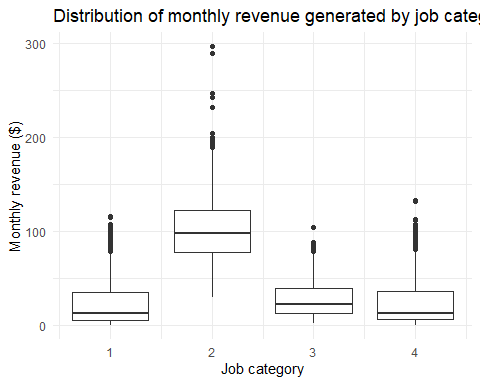 Distribution of monthly revenue generated by job categ
Monthly revenue ($)
300
200
100
0
1 2 3 4
Job category